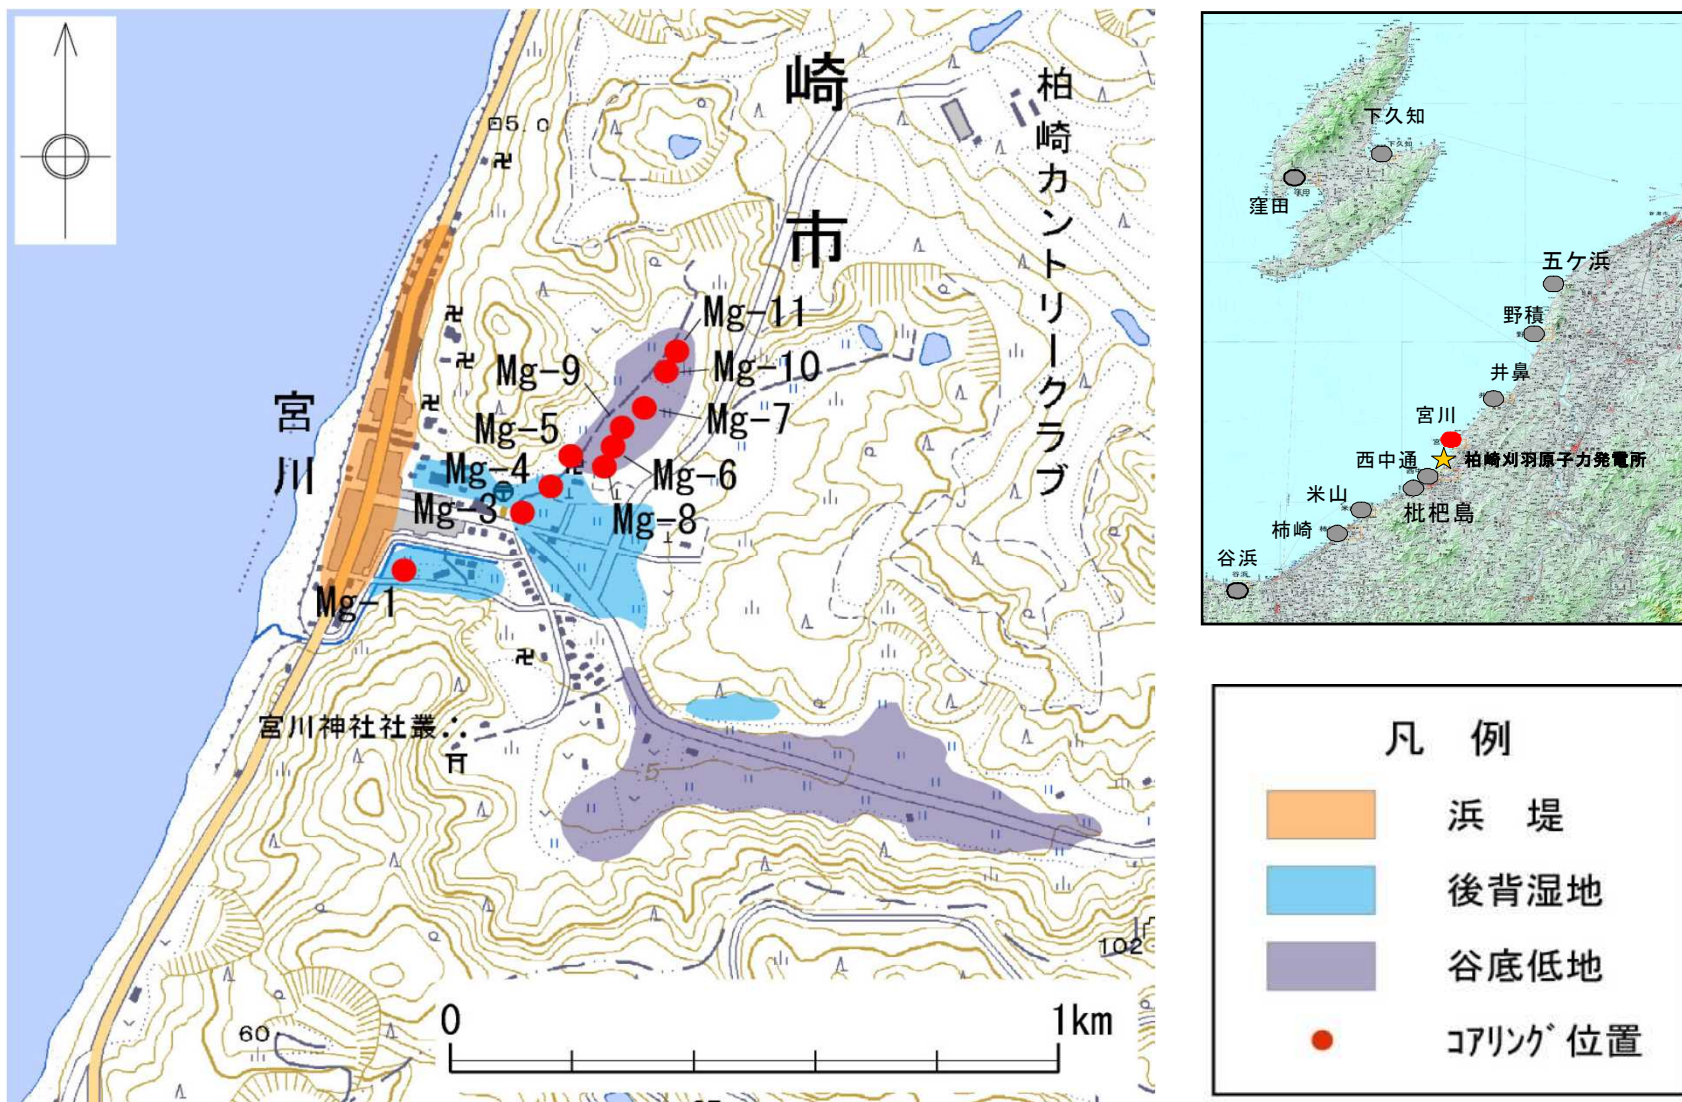 崎
市
柏崎カントリークラブ
5.0
宮川
Mg-11
Mg-10
Mg-9
Mg-7
Mg-5
Mg-4
Mg-6
Mg-3
Mg-8
Mg-1
宮川神社社叢
5
102
60
0
1km
下久知
下久知
窪田
五ケ浜
野積
井鼻
宮川
西中通
柏崎刈羽原子力発電所
米山
枇杷島
柿崎
谷浜
凡 例
浜 堤
後背湿地
谷底低地
コアリング位置